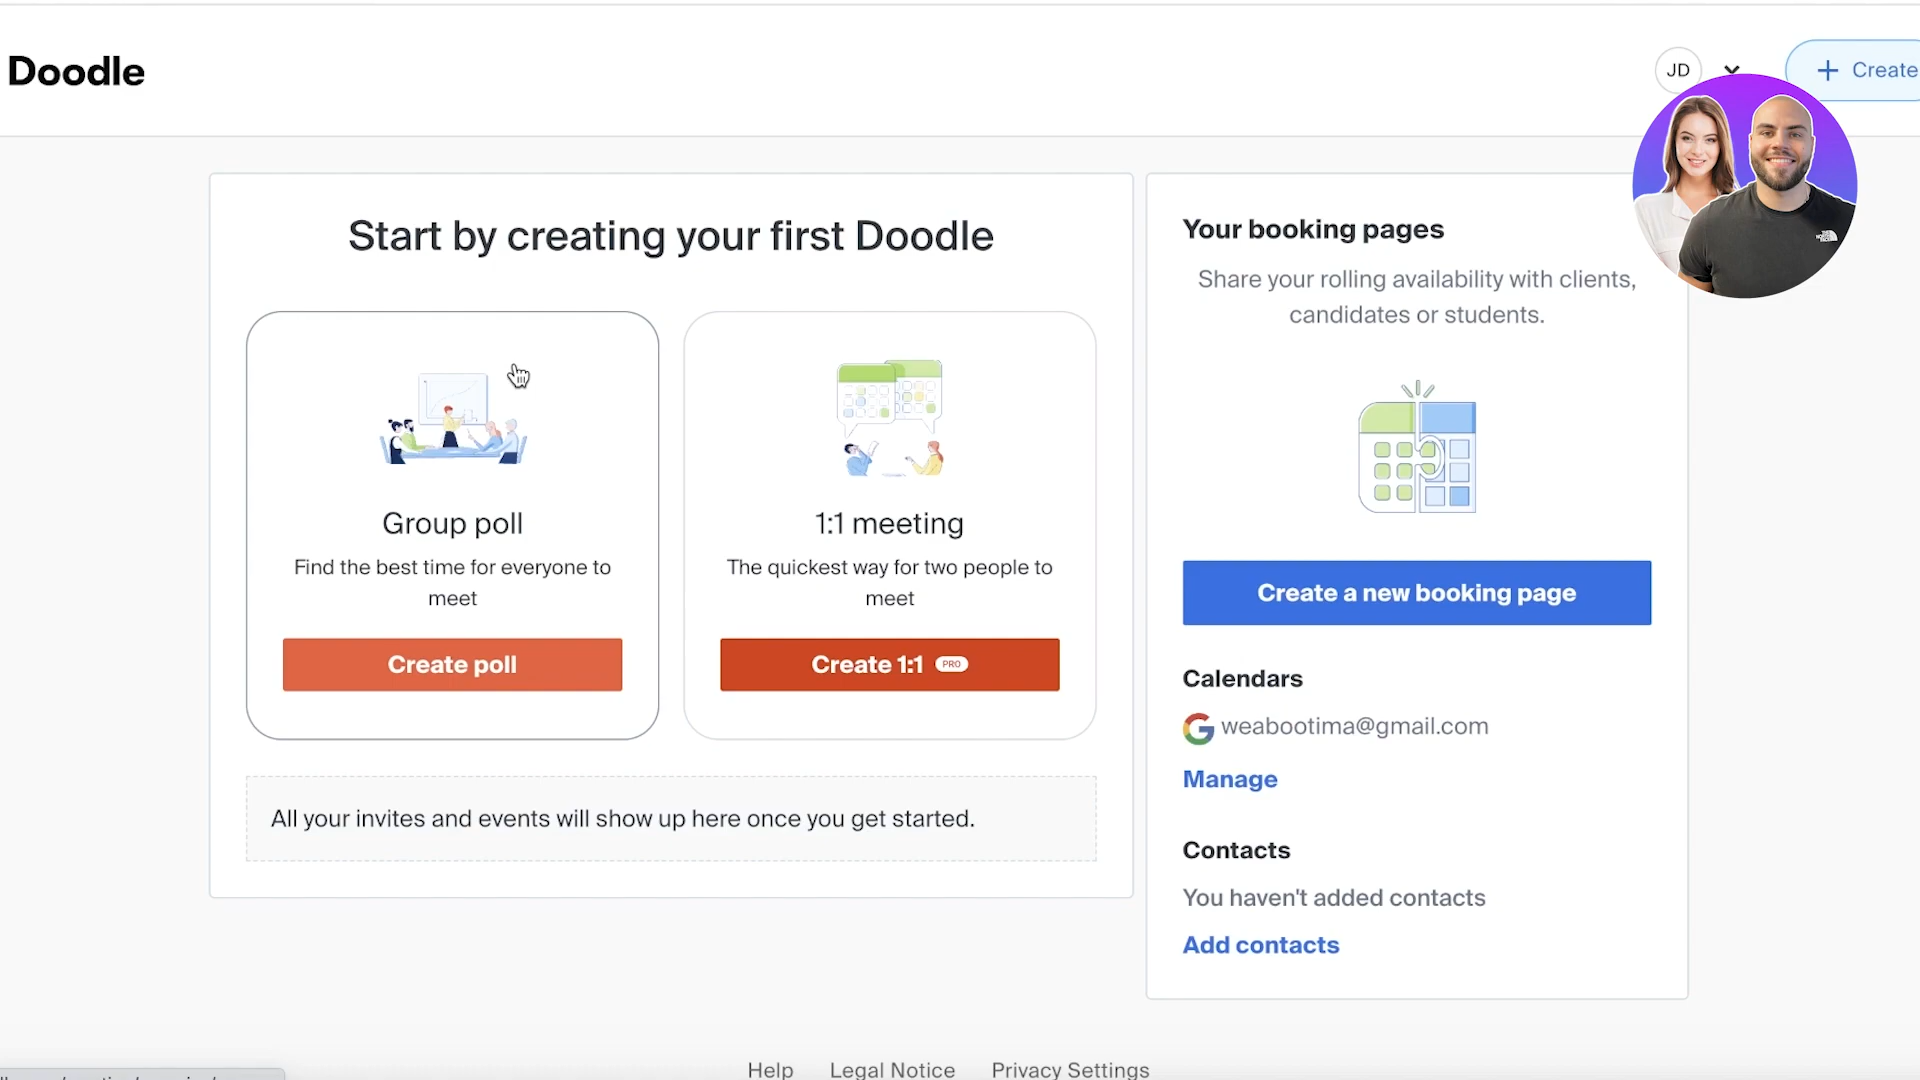 Doodle
JD
Create
Start by creating your first Doodle
Group poll
Find the best time for everyone to
meet
Create poll
1:1 meeting
The quickest way for two people to
meet
Create 1:1 PRO
All your invites and events will show up here once you get started.
Your booking pages
Share your rolling availability with clients,
candidates or students.
Create a new booking page
Calendars
weabootima@gmail.com
Manage
Contacts
You haven't added contacts
Add contacts
Help Legal Notice Privacy Settings